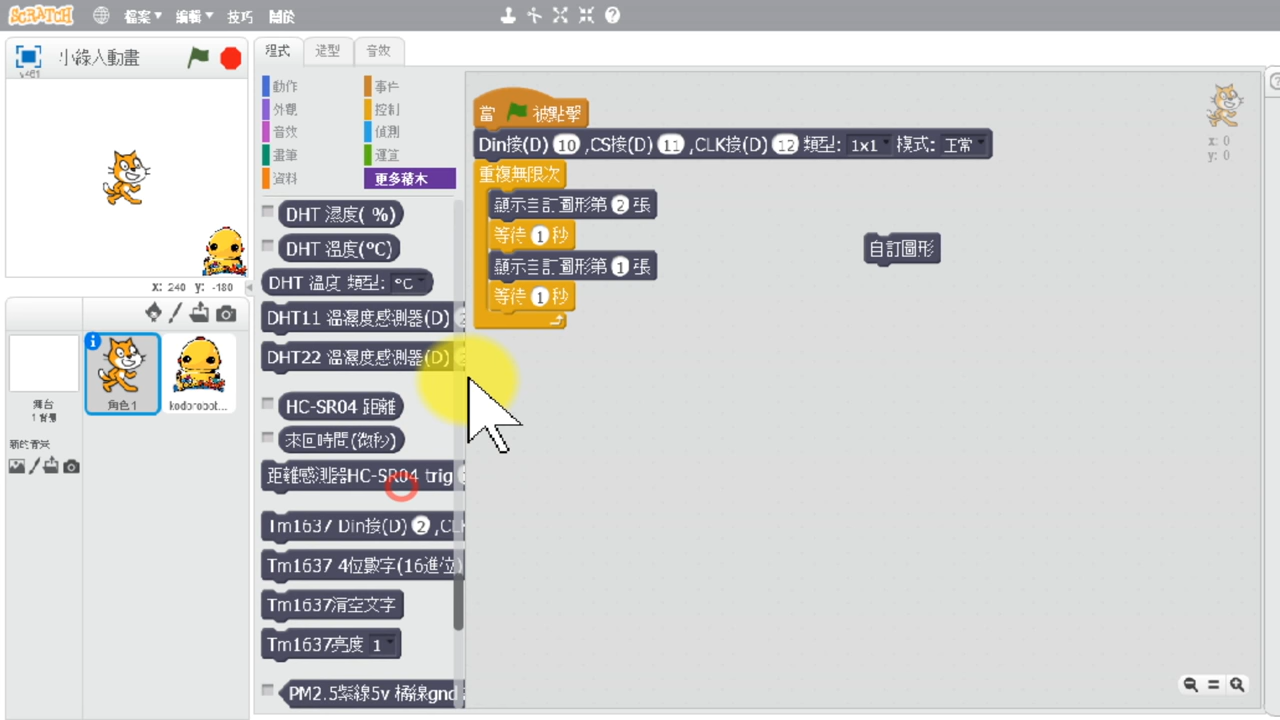 SCRATCH 檔案 編輯 技巧 關於
小綠人動畫
v461
x: 240 y: -180
舞台
1 背景
新的背景
角色1
kodorobot...
程式 造型 音效
動作 事件
外觀 控制
音效 偵測
畫筆 運算
資料 更多積木
DHT 濕度( %)
DHT 溫度(ºC)
DHT 溫度 類型: ºC
DHT11 溫濕度感測器(D)
DHT22 溫濕度感測器(D)
HC-SR04 距離
來回時間(微秒)
距離感測器HC-SR04 trig
Tm1637 Din接(D) 2 ,CLK
Tm1637 4位數字(16進位)
Tm1637清空文字
Tm1637亮度 1
PM2.5紫線5v 橘線gnd
當 被點擊
Din接(D) 10 ,CS接(D) 11 ,CLK接(D) 12 類型: 1x1 模式: 正常
重複無限次
顯示自訂圖形第 2 張
等待 1 秒
顯示自訂圖形第 1 張
等待 1 秒
自訂圖形
x: 0
y: 0